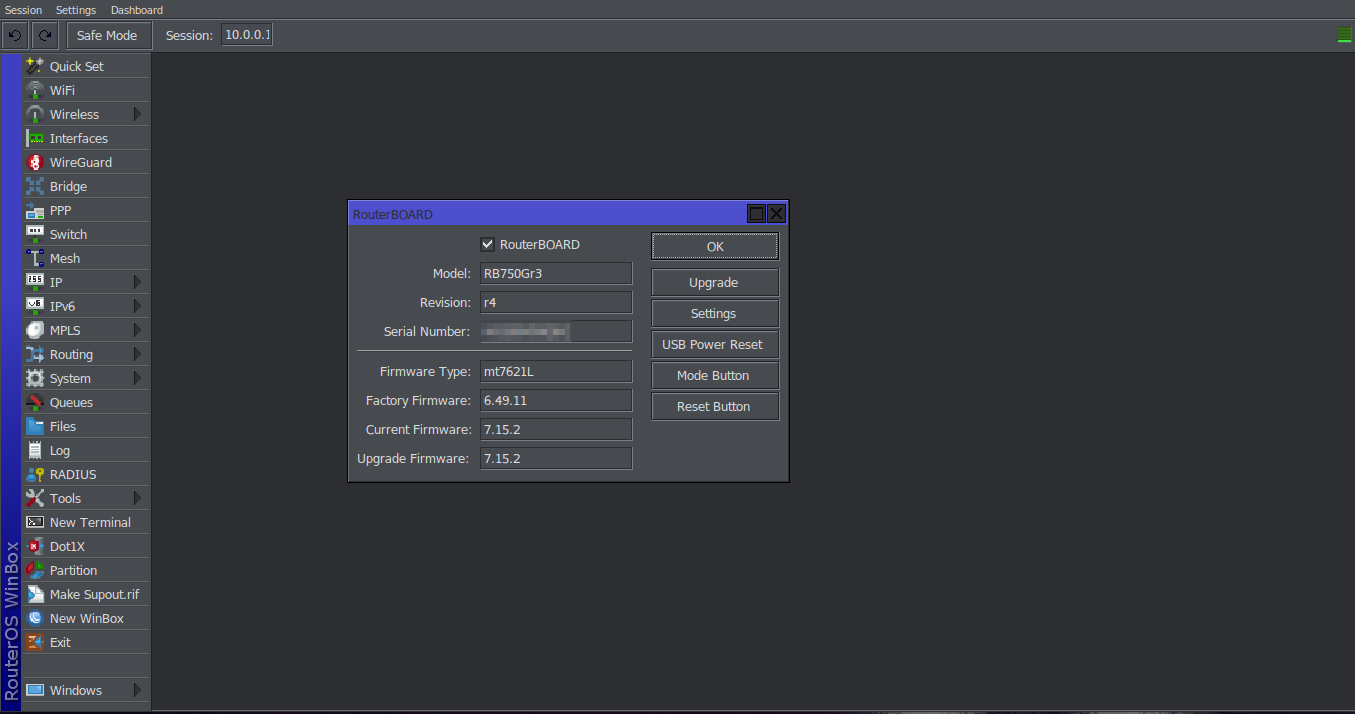 Session Settings Dashboard
Safe Mode Session: 10.0.0.1
Quick Set
WiFi
Wireless
Interfaces
WireGuard
Bridge
PPP
Switch
Mesh
IP
IPv6
MPLS
Routing
System
Queues
Files
Log
RADIUS
Tools
New Terminal
Dot1X
Partition
Make Supout.rif
New WinBox
Exit
Windows
RouterOS WinBox
RouterBOARD
RouterBOARD
Model: RB750Gr3
Revision: r4
Serial Number:
Firmware Type: mt7621L
Factory Firmware: 6.49.11
Current Firmware: 7.15.2
Upgrade Firmware: 7.15.2
OK
Upgrade
Settings
USB Power Reset
Mode Button
Reset Button